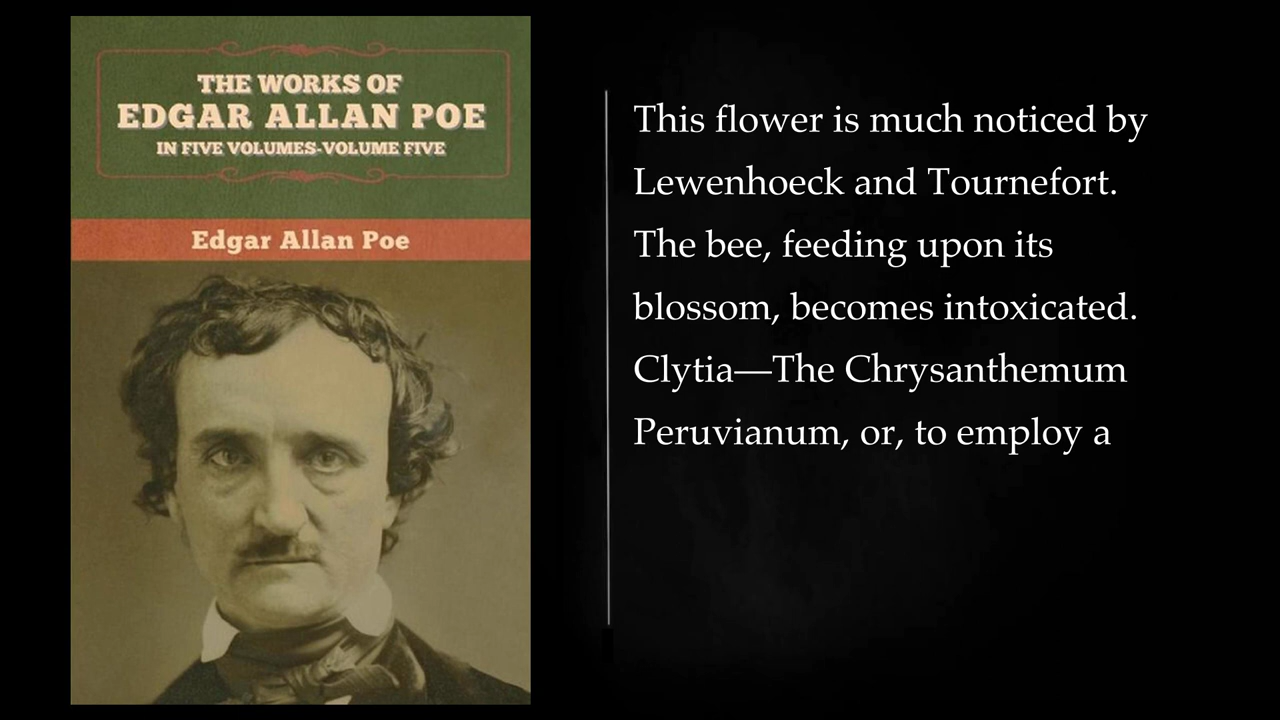 THE WORKS OF
EDGAR ALLAN POE
IN FIVE VOLUMES-VOLUME FIVE
Edgar Allan Poe
This flower is much noticed by
Lewenhoeck and Tournefort.
The bee, feeding upon its
blossom, becomes intoxicated.
Clytia—The Chrysanthemum
Peruvianum, or, to employ a